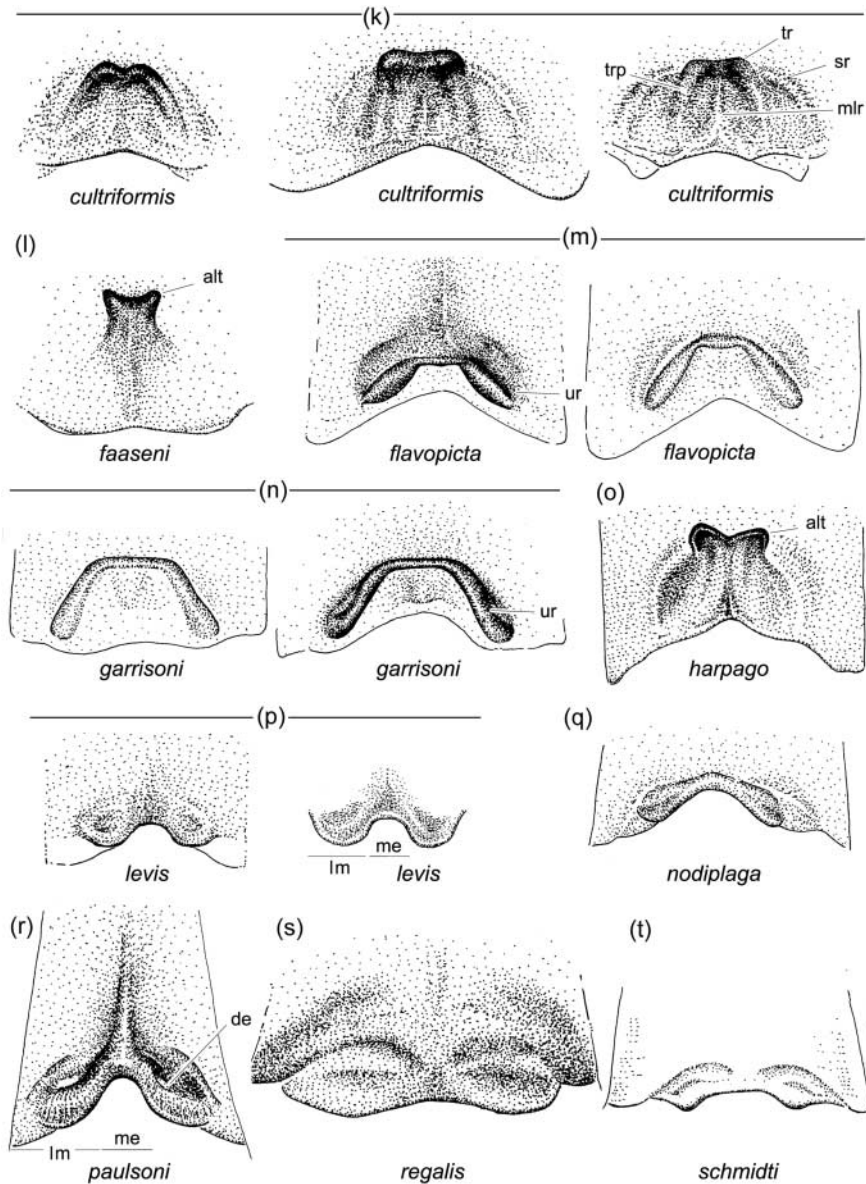 (k)
tr
trp
sr
mlr
cultriformis
cultriformis
cultriformis
(l)
(m)
alt
ur
faaseni
flavopicta
flavopicta
(n)
(o)
alt
ur
garrisoni
garrisoni
harpago
(p)
(q)
lm
me
levis
levis
nodiplaga
(r)
(s)
(t)
de
lm
me
paulsoni
regalis
schmidti